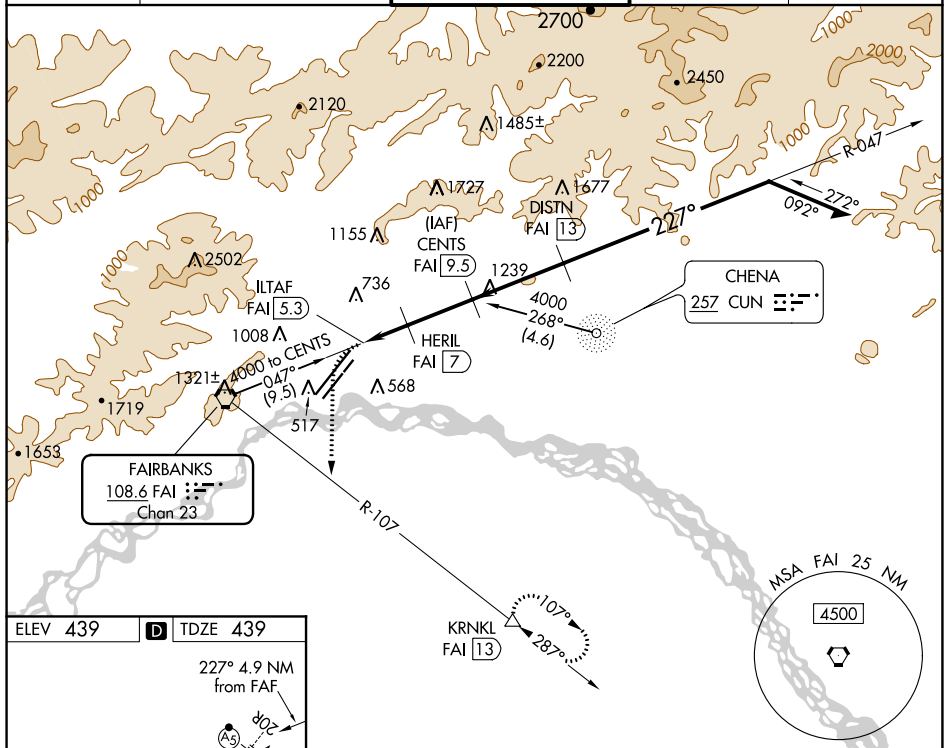 2700
2200
2450
1000
2000
2120
1485±
1000
R-047
1000
1727
1677
272°
092°
DISTN
FAI 13
227°
(IAF)
CENTS
FAI 9.5
1155
1000
2502
1239
ILTAF
FAI 5.3
736
4000
268°
(4.6)
CHENA
257 CUN
1008
HERIL
FAI 7
4000 to CENTS
047°
(9.5)
1321±
568
517
1719
1653
FAIRBANKS
108.6 FAI
Chan 23
R-107
MSA FAI 25 NM
4500
107°
287°
KRNKL
FAI 13
ELEV 439 D TDZE 439
227° 4.9 NM
from FAF
20R
A5